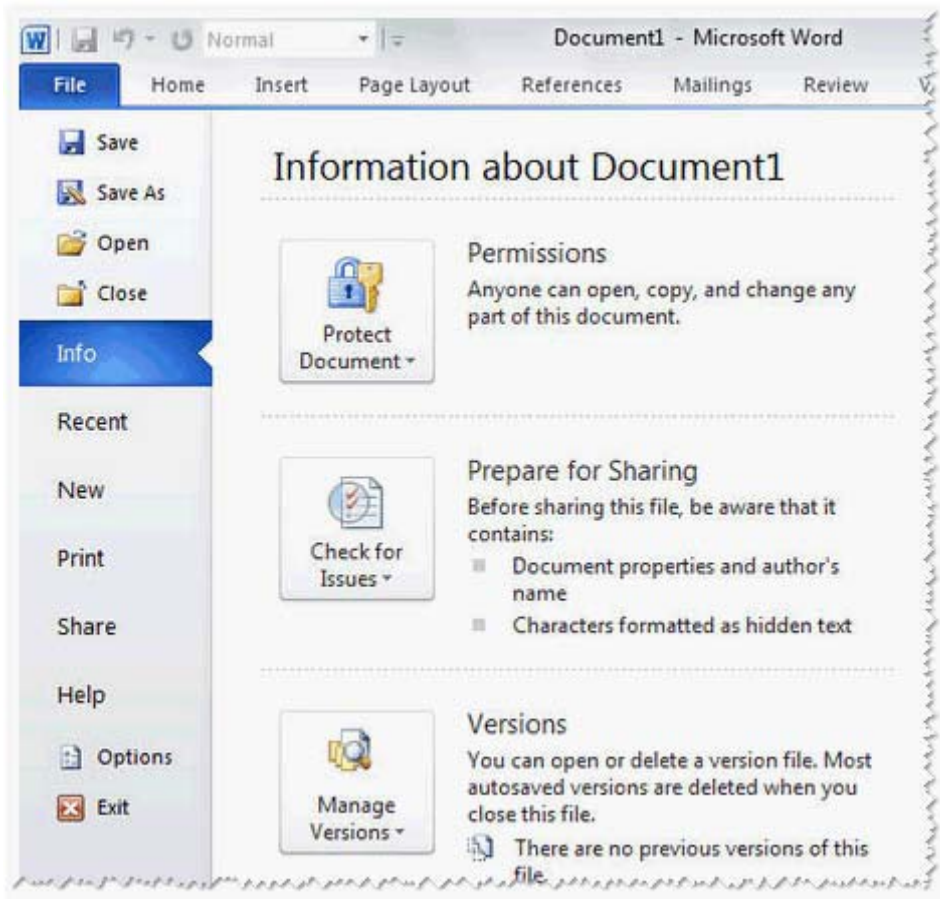 W Normal Document1 - Microsoft Word
File Home Insert Page Layout References Mailings Review
Save
Save As
Open
Close
Info
Recent
New
Print
Share
Help
Options
Exit
Information about Document1
Protect
Document
Permissions
Anyone can open, copy, and change any
part of this document.
Check for
Issues
Prepare for Sharing
Before sharing this file, be aware that it
contains:
Document properties and author's
name
Characters formatted as hidden text
Manage
Versions
Versions
You can open or delete a version file. Most
autosaved versions are deleted when you
close this file.
There are no previous versions of this
file.